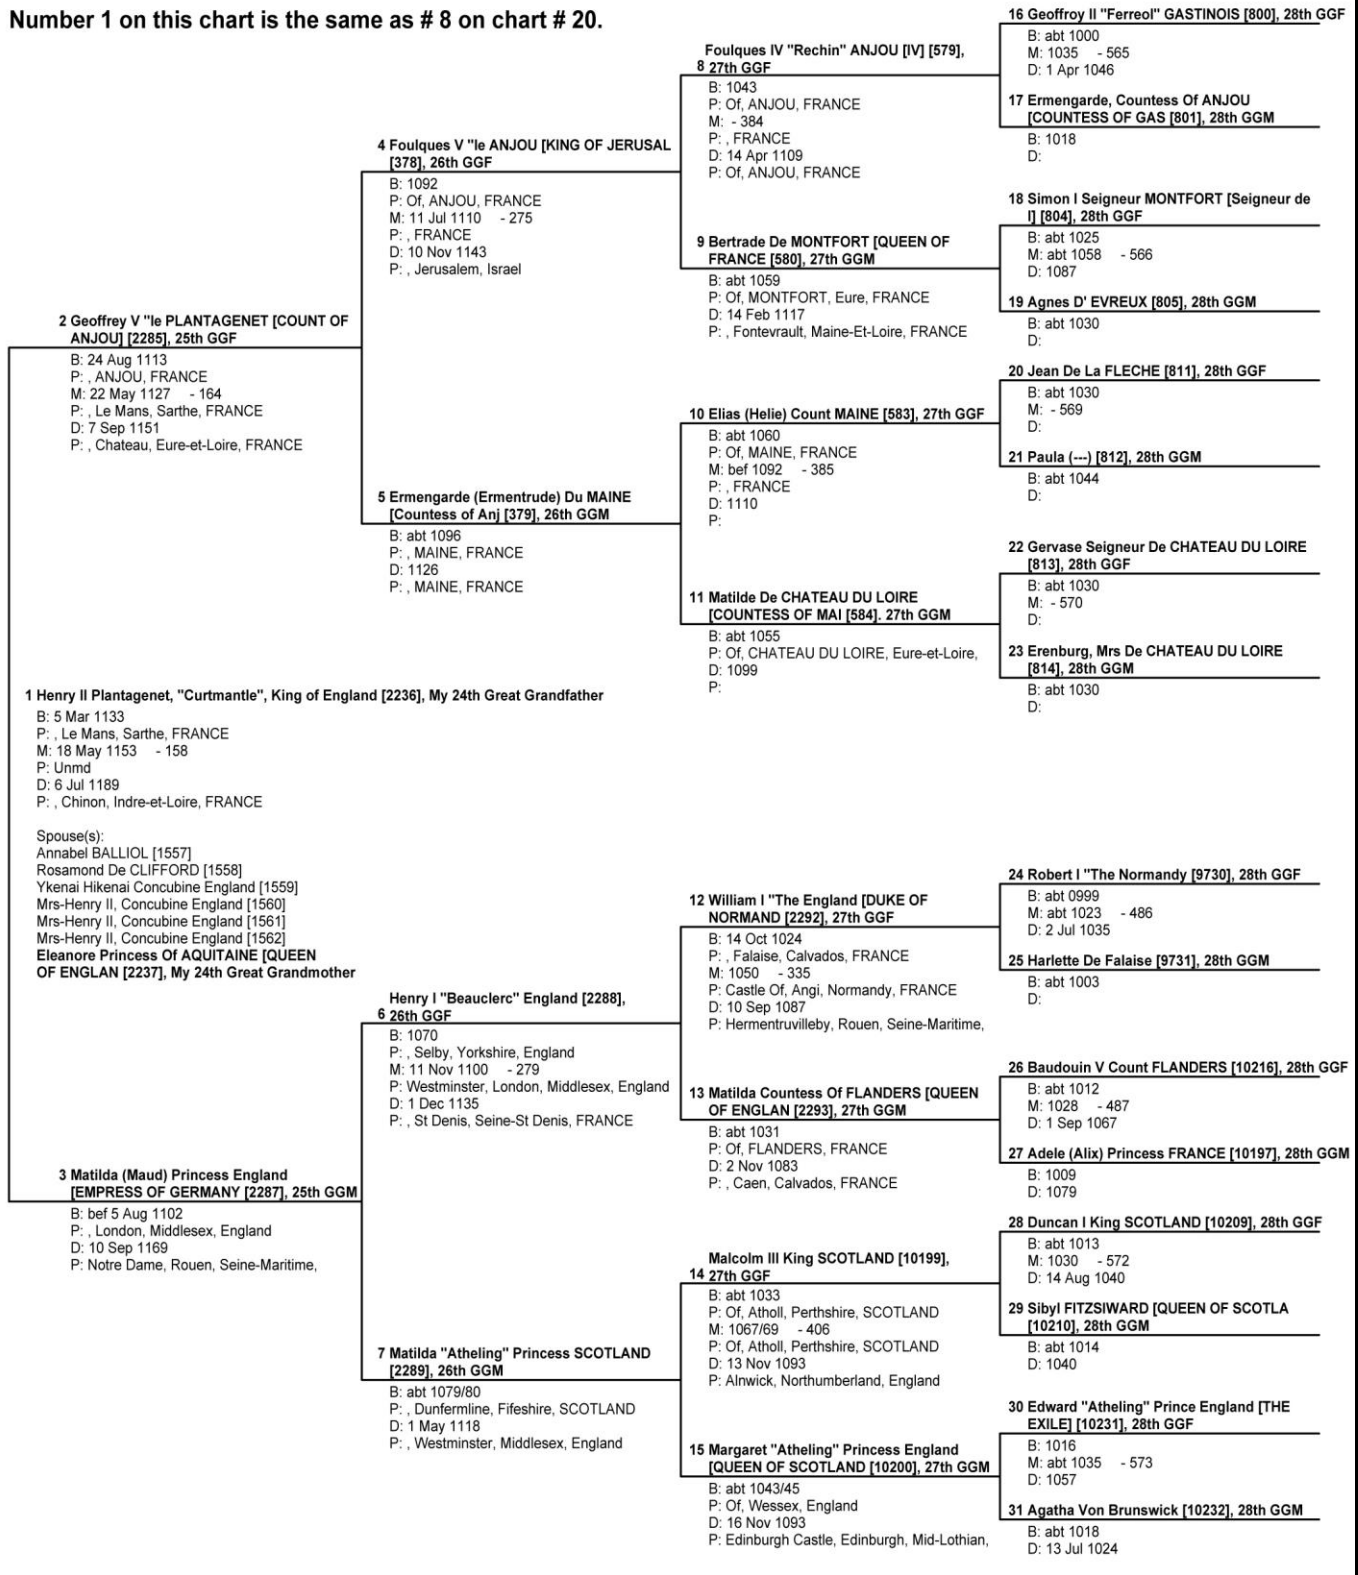 Number 1 on this chart is the same as # 8 on chart # 20.
1 Henry II Plantagenet, "Curtmantle", King of England [2236], My 24th Great Grandfather
B: 5 Mar 1133
P: , Le Mans, Sarthe, FRANCE
M: 18 May 1153 - 158
P: Unmd
D: 6 Jul 1189
P: , Chinon, Indre-et-Loire, FRANCE
Spouse(s):
Annabel BALLIOL [1557]
Rosamond De CLIFFORD [1558]
Ykenai Hikenai Concubine England [1559]
Mrs-Henry II, Concubine England [1560]
Mrs-Henry II, Concubine England [1561]
Mrs-Henry II, Concubine England [1562]
Eleanore Princess Of AQUITAINE [QUEEN
OF ENGLAN [2237], My 24th Great Grandmother
2 Geoffrey V "le PLANTAGENET [COUNT OF
ANJOU] [2285], 25th GGF
B: 24 Aug 1113
P: , ANJOU, FRANCE
M: 22 May 1127 - 164
P: , Le Mans, Sarthe, FRANCE
D: 7 Sep 1151
P: , Chateau, Eure-et-Loire, FRANCE
3 Matilda (Maud) Princess England
[EMPRESS OF GERMANY [2287], 25th GGM
B: bef 5 Aug 1102
P: , London, Middlesex, England
D: 10 Sep 1169
P: Notre Dame, Rouen, Seine-Maritime,
4 Foulques V "le ANJOU [KING OF JERUSAL
[378], 26th GGF
B: 1092
P: Of, ANJOU, FRANCE
M: 11 Jul 1110 - 275
P: , FRANCE
D: 10 Nov 1143
P: , Jerusalem, Israel
5 Ermengarde (Ermentrude) Du MAINE
[Countess of Anj [379], 26th GGM
B: abt 1096
P: , MAINE, FRANCE
D: 1126
P: , MAINE, FRANCE
Henry I "Beauclerc" England [2288],
6 26th GGF
B: 1070
P: , Selby, Yorkshire, England
M: 11 Nov 1100 - 279
P: Westminster, London, Middlesex, England
D: 1 Dec 1135
P: , St Denis, Seine-St Denis, FRANCE
7 Matilda "Atheling" Princess SCOTLAND
[2289], 26th GGM
B: abt 1079/80
P: , Dunfermline, Fifeshire, SCOTLAND
D: 1 May 1118
P: , Westminster, Middlesex, England
Foulques IV "Rechin" ANJOU [IV] [579],
8 27th GGF
B: 1043
P: Of, ANJOU, FRANCE
M: - 384
P: , FRANCE
D: 14 Apr 1109
P: Of, ANJOU, FRANCE
9 Bertrade De MONTFORT [QUEEN OF
FRANCE [580], 27th GGM
B: abt 1059
P: Of, MONTFORT, Eure, FRANCE
D: 14 Feb 1117
P: , Fontevrault, Maine-Et-Loire, FRANCE
10 Elias (Helie) Count MAINE [583], 27th GGF
B: abt 1060
P: Of, MAINE, FRANCE
M: bef 1092 - 385
P: , FRANCE
D: 1110
P:
11 Matilde De CHATEAU DU LOIRE
[COUNTESS OF MAI [584]. 27th GGM
B: abt 1055
P: Of, CHATEAU DU LOIRE, Eure-et-Loire,
D: 1099
P:
12 William I "The England [DUKE OF
NORMAND [2292], 27th GGF
B: 14 Oct 1024
P: , Falaise, Calvados, FRANCE
M: 1050 - 335
P: Castle Of, Angi, Normandy, FRANCE
D: 10 Sep 1087
P: Hermentruvilleby, Rouen, Seine-Maritime,
13 Matilda Countess Of FLANDERS [QUEEN
OF ENGLAN [2293], 27th GGM
B: abt 1031
P: Of, FLANDERS, FRANCE
D: 2 Nov 1083
P: , Caen, Calvados, FRANCE
Malcolm III King SCOTLAND [10199],
14 27th GGF
B: abt 1033
P: Of, Atholl, Perthshire, SCOTLAND
M: 1067/69 - 406
P: Of, Atholl, Perthshire, SCOTLAND
D: 13 Nov 1093
P: Alnwick, Northumberland, England
15 Margaret "Atheling" Princess England
[QUEEN OF SCOTLAND [10200], 27th GGM
B: abt 1043/45
P: Of, Wessex, England
D: 16 Nov 1093
P: Edinburgh Castle, Edinburgh, Mid-Lothian,
16 Geoffroy II "Ferreol" GASTINOIS [800], 28th GGF
B: abt 1000
M: 1035 - 565
D: 1 Apr 1046
17 Ermengarde, Countess Of ANJOU
[COUNTESS OF GAS [801], 28th GGM
B: 1018
D:
18 Simon I Seigneur MONTFORT [Seigneur de
l] [804], 28th GGF
B: abt 1025
M: abt 1058 - 566
D: 1087
19 Agnes D' EVREUX [805], 28th GGM
B: abt 1030
D:
20 Jean De La FLECHE [811], 28th GGF
B: abt 1030
M: - 569
D:
21 Paula (---) [812], 28th GGM
B: abt 1044
D:
22 Gervase Seigneur De CHATEAU DU LOIRE
[813], 28th GGF
B: abt 1030
M: - 570
D:
23 Erenburg, Mrs De CHATEAU DU LOIRE
[814], 28th GGM
B: abt 1030
D:
24 Robert I "The Normandy [9730], 28th GGF
B: abt 0999
M: abt 1023 - 486
D: 2 Jul 1035
25 Harlette De Falaise [9731], 28th GGM
B: abt 1003
D:
26 Baudouin V Count FLANDERS [10216], 28th GGF
B: abt 1012
M: 1028 - 487
D: 1 Sep 1067
27 Adele (Alix) Princess FRANCE [10197], 28th GGM
B: 1009
D: 1079
28 Duncan I King SCOTLAND [10209], 28th GGF
B: abt 1013
M: 1030 - 572
D: 14 Aug 1040
29 Sibyl FITZSIWARD [QUEEN OF SCOTLA
[10210], 28th GGM
B: abt 1014
D: 1040
30 Edward "Atheling" Prince England [THE
EXILE] [10231], 28th GGF
B: 1016
M: abt 1035 - 573
D: 1057
31 Agatha Von Brunswick [10232], 28th GGM
B: abt 1018
D: 13 Jul 1024